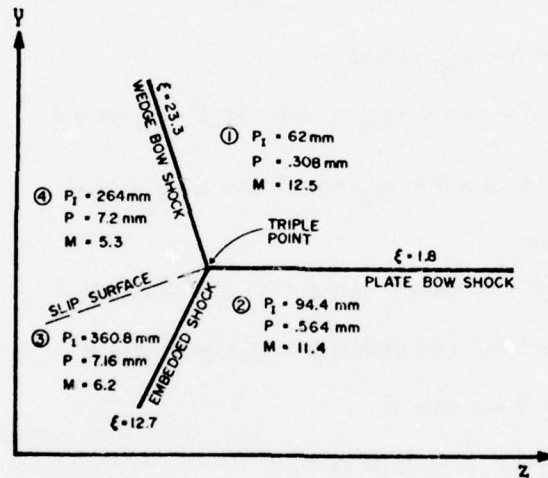 Y
ξ = 23.3
WEDGE BOW SHOCK
① P_I = 62 mm
P = .308 mm
M = 12.5
④ P_I = 264 mm
P = 7.2 mm
M = 5.3
TRIPLE
POINT
ξ = 1.8
PLATE BOW SHOCK
SLIP SURFACE
② P_I = 94.4 mm
P = .564 mm
M = 11.4
③ P_I = 360.8 mm
P = 7.16 mm
M = 6.2
EMBEDDED SHOCK
ξ = 12.7
Z